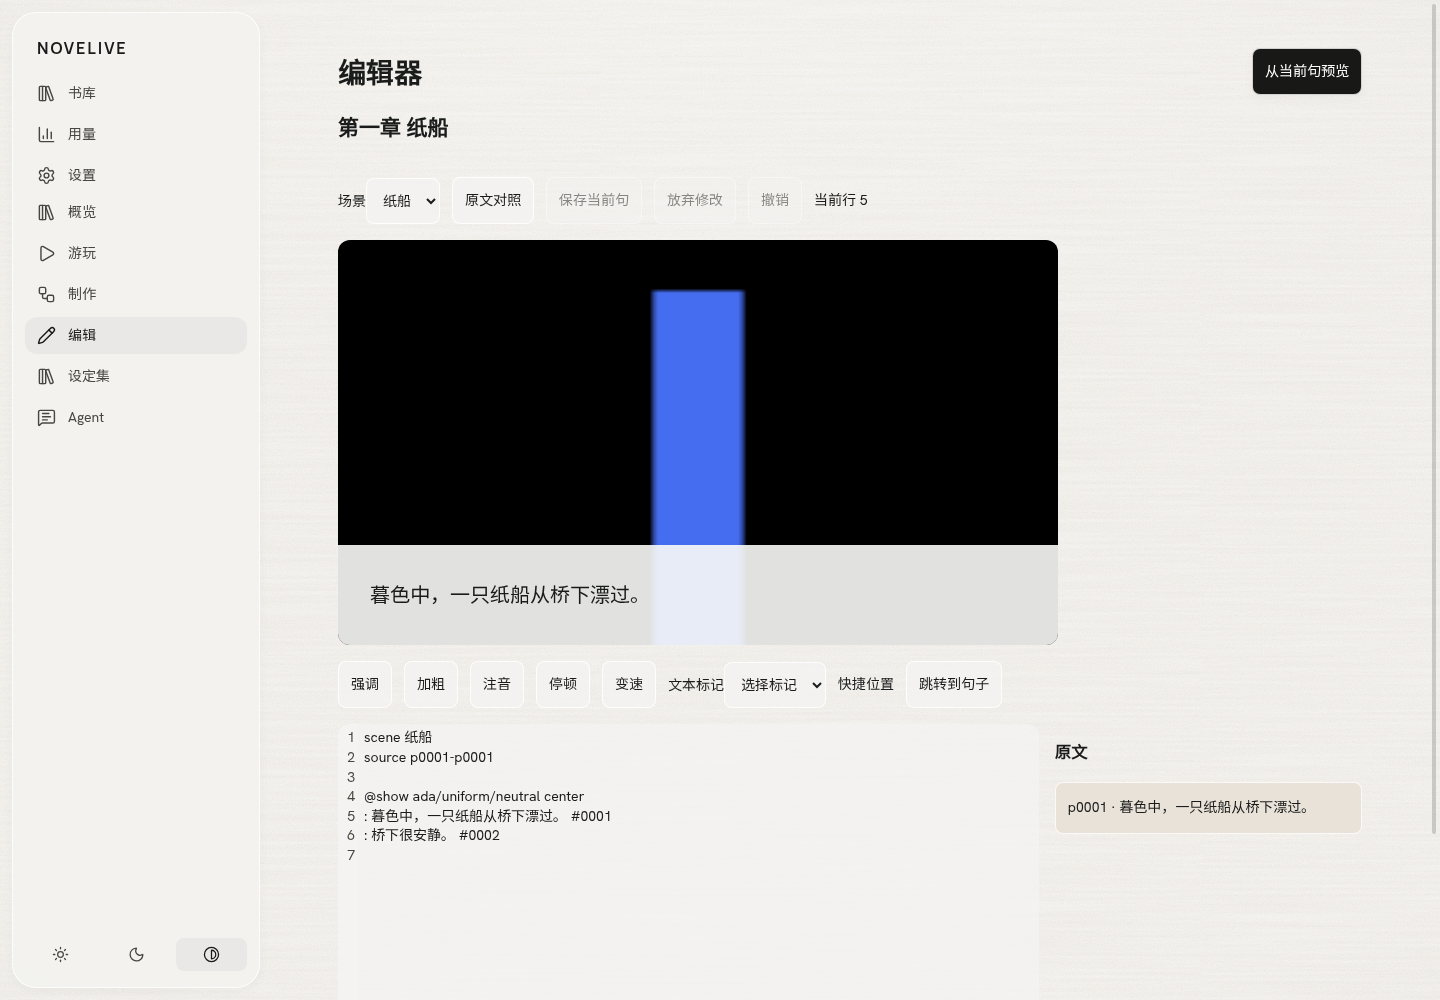 NOVELIVE
书库
用量
设置
概览
游玩
制作
编辑
设定集
Agent
编辑器
从当前句预览
第一章 纸船
场景 纸船 原文对照 保存当前句 放弃修改 撤销 当前行 5
暮色中，一只纸船从桥下漂过。
强调 加粗 注音 停顿 变速 文本标记 选择标记 快捷位置 跳转到句子
1 scene 纸船
2 source p0001-p0001
3
4 @show ada/uniform/neutral center
5 : 暮色中，一只纸船从桥下漂过。 #0001
6 : 桥下很安静。 #0002
7
原文
p0001 · 暮色中，一只纸船从桥下漂过。